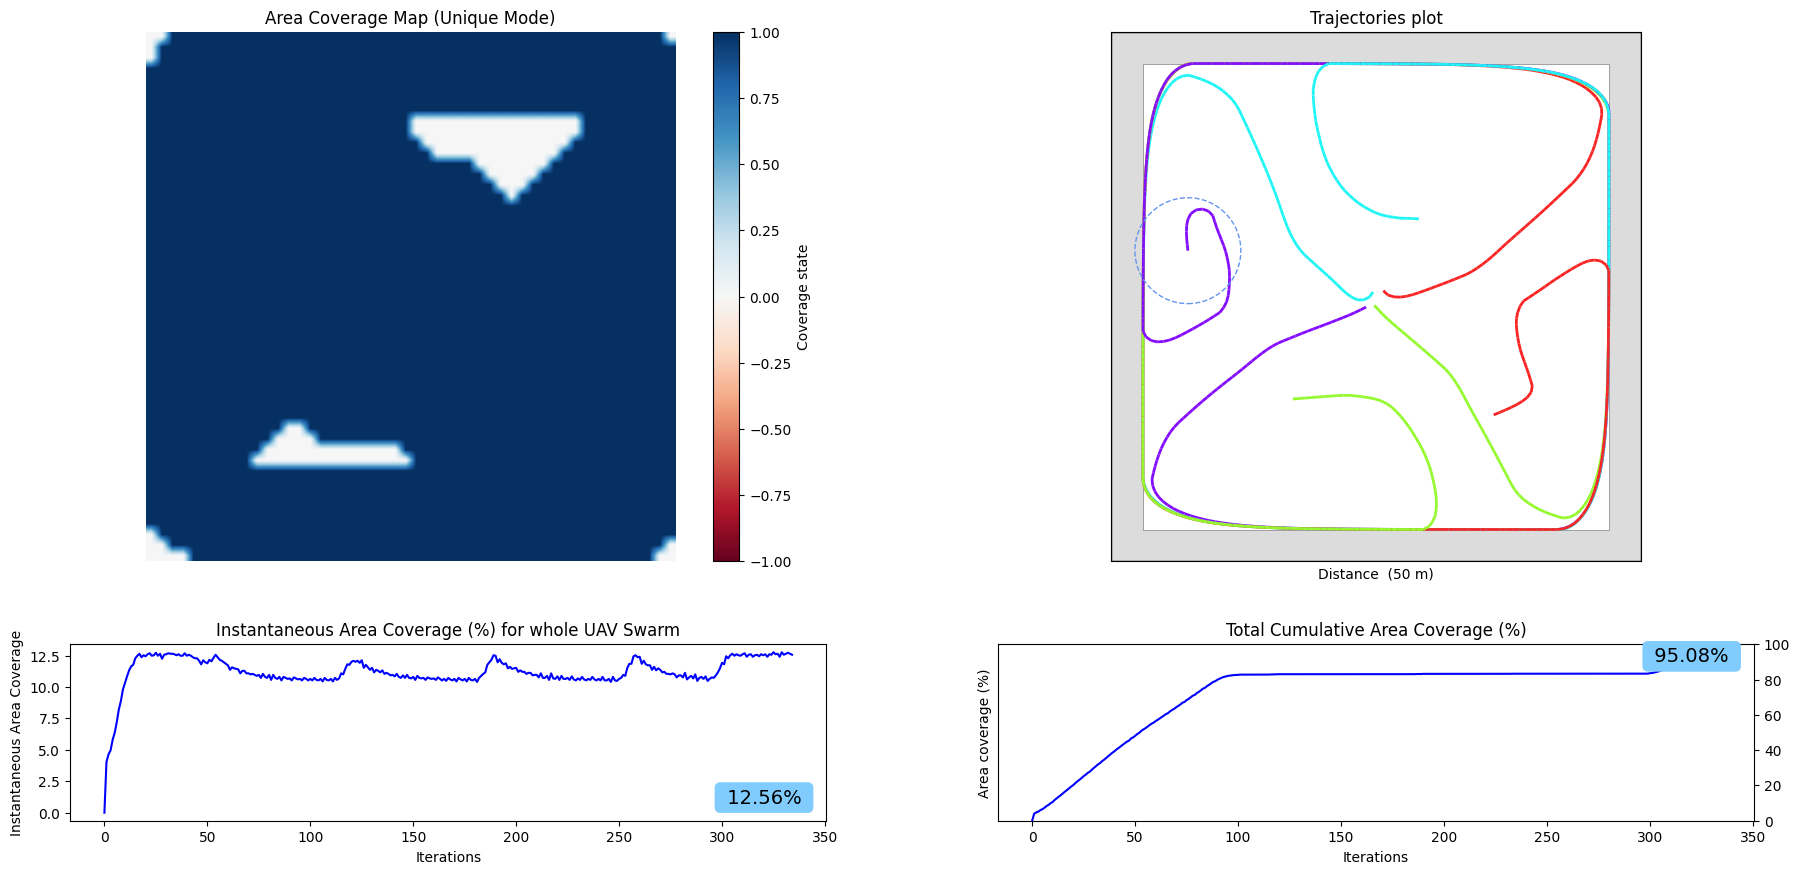 Area Coverage Map (Unique Mode)
1.00
0.75
0.50
0.25
0.00
−0.25
−0.50
−0.75
−1.00
Coverage state
Trajectories plot
Distance  (50 m)
Instantaneous Area Coverage (%) for whole UAV Swarm
Instantaneous Area Coverage
12.5
10.0
7.5
5.0
2.5
0.0
12.56%
0 50 100 150 200 250 300 350
Iterations
Total Cumulative Area Coverage (%)
Area coverage (%)
95.08%
100
80
60
40
20
0
0 50 100 150 200 250 300 350
Iterations